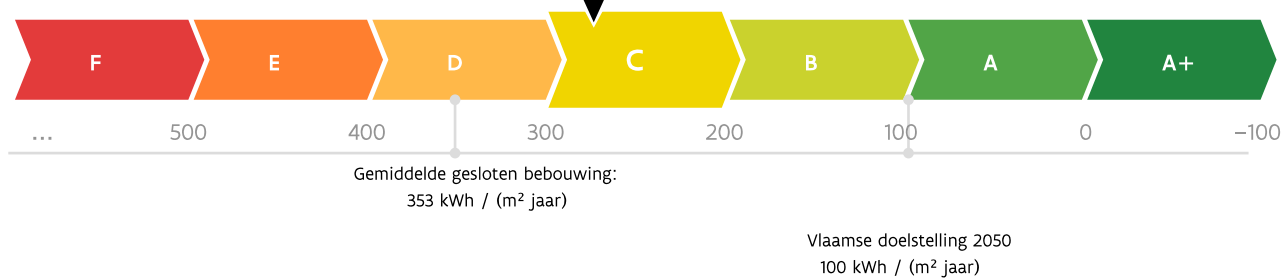 F E D C B A A+
... 500 400 300 200 100 0 −100
Gemiddelde gesloten bebouwing:
353 kWh / (m² jaar)
Vlaamse doelstelling 2050
100 kWh / (m² jaar)